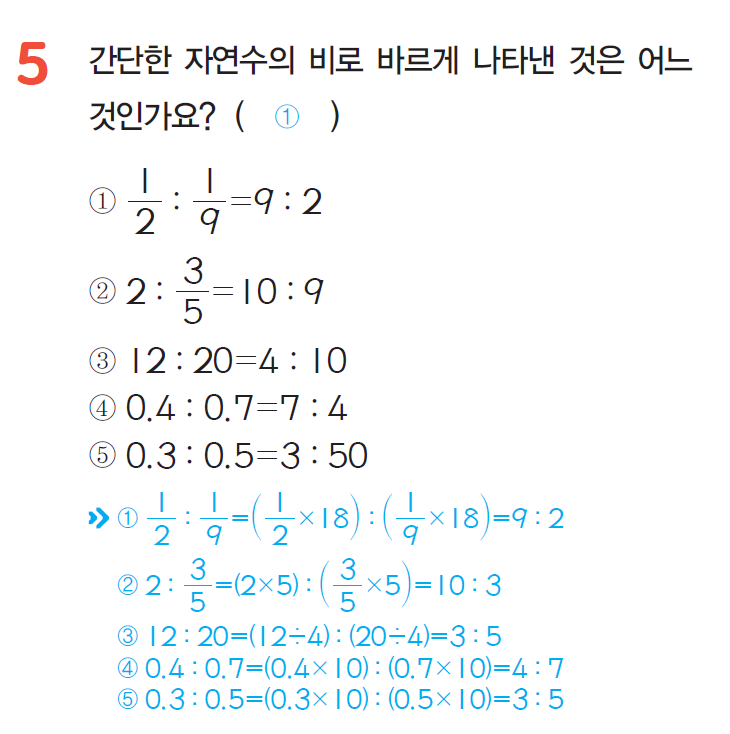 5 간단한 자연수의 비로 바르게 나타낸 것은 어느
것인가요? ( ① )
① 1/2 : 1/9=9 : 2
② 2 : 3/5=10 : 9
③ 12 : 20=4 : 10
④ 0.4 : 0.7=7 : 4
⑤ 0.3 : 0.5=3 : 50
① 1/2 : 1/9=(1/2×18) : (1/9×18)=9 : 2
② 2 : 3/5=(2×5) : (3/5×5)=10 : 3
③ 12 : 20=(12÷4) : (20÷4)=3 : 5
④ 0.4 : 0.7=(0.4×10) : (0.7×10)=4 : 7
⑤ 0.3 : 0.5=(0.3×10) : (0.5×10)=3 : 5